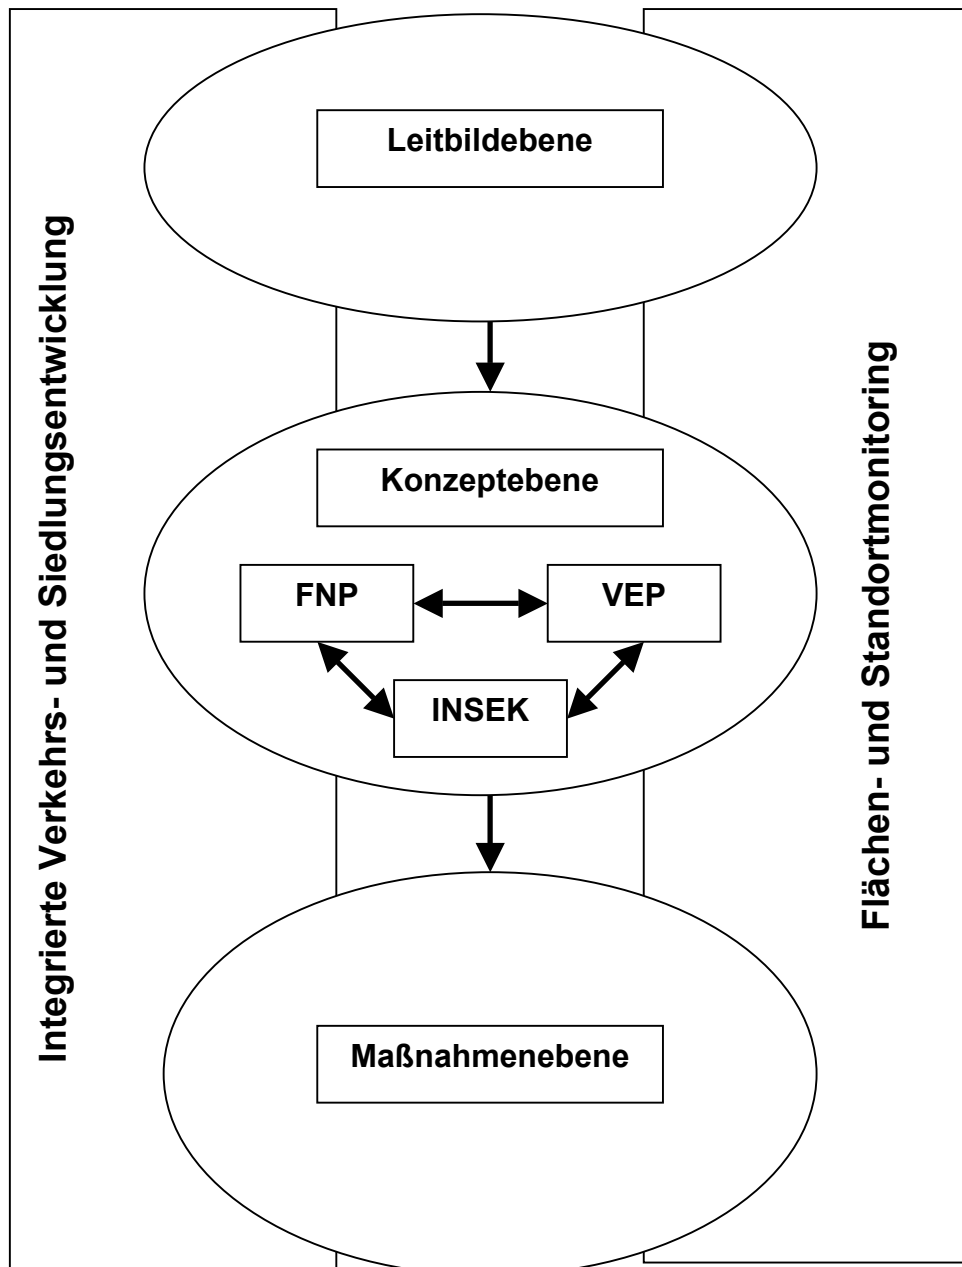 Leitbildebene
Integrierte Verkehrs- und Siedlungsentwicklung
Flächen- und Standortmonitoring
Konzeptebene
FNP
VEP
INSEK
Maßnahmenebene